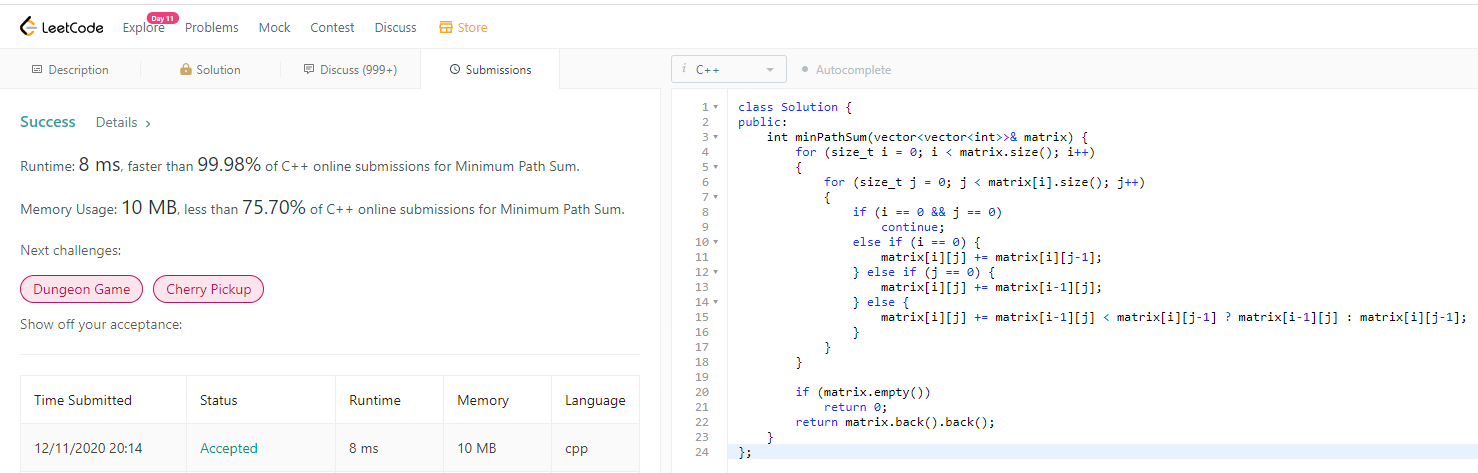 LeetCode Explore Day 11 Problems Mock Contest Discuss Store
Description Solution Discuss (999+) Submissions
i C++ Autocomplete
Success Details >
Runtime: 8 ms, faster than 99.98% of C++ online submissions for Minimum Path Sum.
Memory Usage: 10 MB, less than 75.70% of C++ online submissions for Minimum Path Sum.
Next challenges:
Dungeon Game Cherry Pickup
Show off your acceptance:
Time Submitted Status Runtime Memory Language
12/11/2020 20:14 Accepted 8 ms 10 MB cpp
1 class Solution {
2 public:
3 int minPathSum(vector<vector<int>>& matrix) {
4 for (size_t i = 0; i < matrix.size(); i++)
5 {
6 for (size_t j = 0; j < matrix[i].size(); j++)
7 {
8 if (i == 0 && j == 0)
9 continue;
10 else if (i == 0) {
11 matrix[i][j] += matrix[i][j-1];
12 } else if (j == 0) {
13 matrix[i][j] += matrix[i-1][j];
14 } else {
15 matrix[i][j] += matrix[i-1][j] < matrix[i][j-1] ? matrix[i-1][j] : matrix[i][j-1];
16 }
17 }
18 }
19
20 if (matrix.empty())
21 return 0;
22 return matrix.back().back();
23 }
24 };